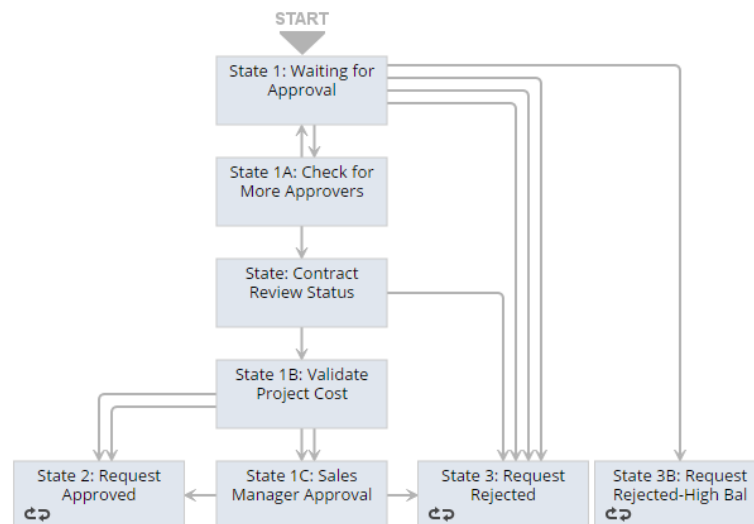 START
State 1: Waiting for
Approval
State 1A: Check for
More Approvers
State: Contract
Review Status
State 1B: Validate
Project Cost
State 2: Request
Approved
State 1C: Sales
Manager Approval
State 3: Request
Rejected
State 3B: Request
Rejected-High Bal